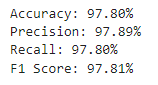 Accuracy: 97.80%
Precision: 97.89%
Recall: 97.80%
F1 Score: 97.81%